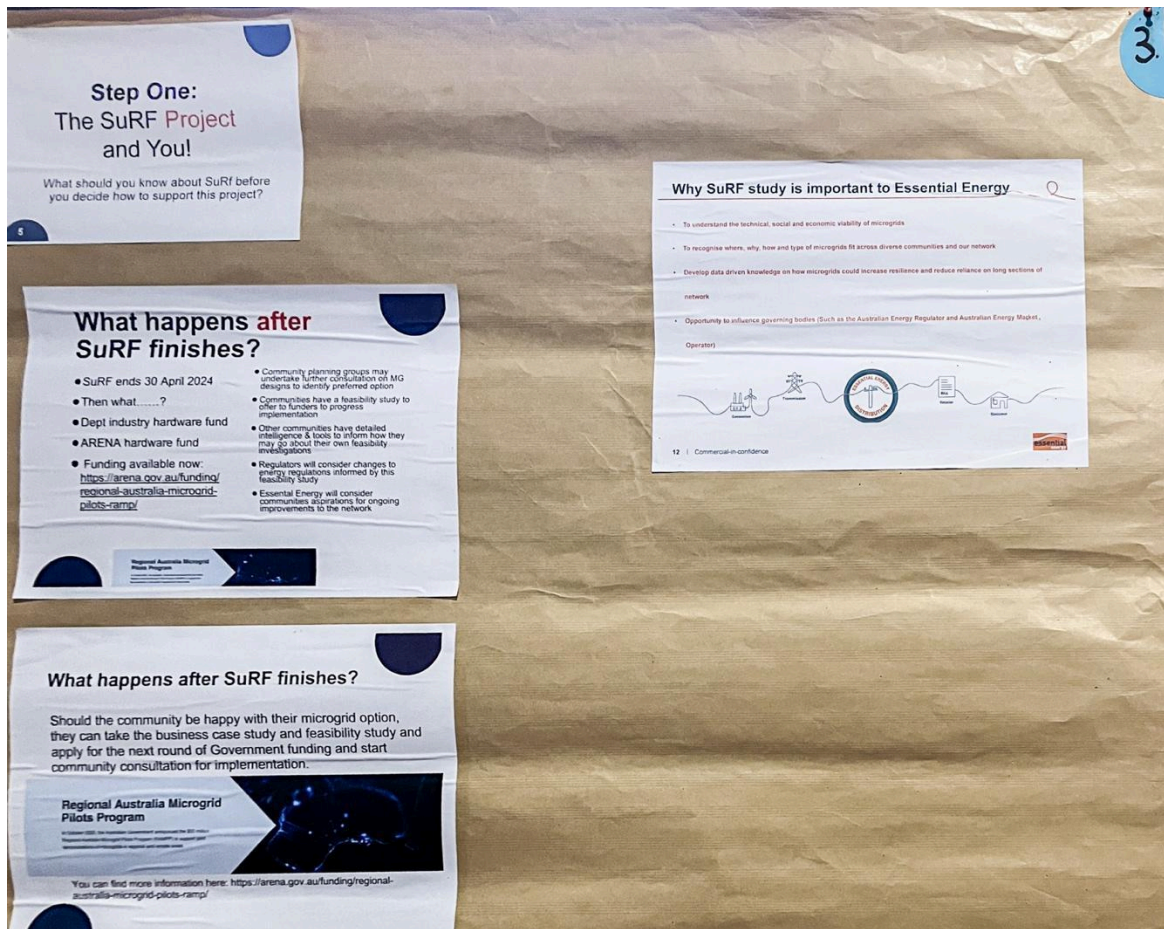 Step One:
The SuRF Project
and You!
What should you know about SuRf before
you decide how to support this project?
5
What happens after
SuRF finishes?
● SuRF ends 30 April 2024
● Then what......?
● Dept industry hardware fund
● ARENA hardware fund
● Funding available now:
https://arena.gov.au/funding/
regional-australia-microgrid-
pilots-ramp/
● Community planning groups may
undertake further consultation on MG
designs to identify preferred option
● Communities have a feasibility study to
offer to funders to progress
implementation
● Other communities have detailed
intelligence & tools to inform how they
may go about their own feasibility
investigations
● Regulators will consider changes to
energy regulations informed by this
feasibility study
● Essental Energy will consider
communities aspirations for ongoing
improvements to the network
Regional Australia Microgrid
Pilots Program
What happens after SuRF finishes?
Should the community be happy with their microgrid option,
they can take the business case study and feasibility study and
apply for the next round of Government funding and start
community consultation for implementation.
Regional Australia Microgrid
Pilots Program
You can find more information here: https://arena.gov.au/funding/regional-
australia-microgrid-pilots-ramp/
3.
Why SuRF study is important to Essential Energy
• To understand the technical, social and economic viability of microgrids
• To recognise where, why, how and type of microgrids fit across diverse communities and our network
• Develop data driven knowledge on how microgrids could increase resilience and reduce reliance on long sections of
network
• Opportunity to influence governing bodies (Such as the Australian Energy Regulator and Australian Energy Market,
Operator)
ESSENTIAL ENERGY
DISTRIBUTION
12 | Commercial-in-confidence
essential